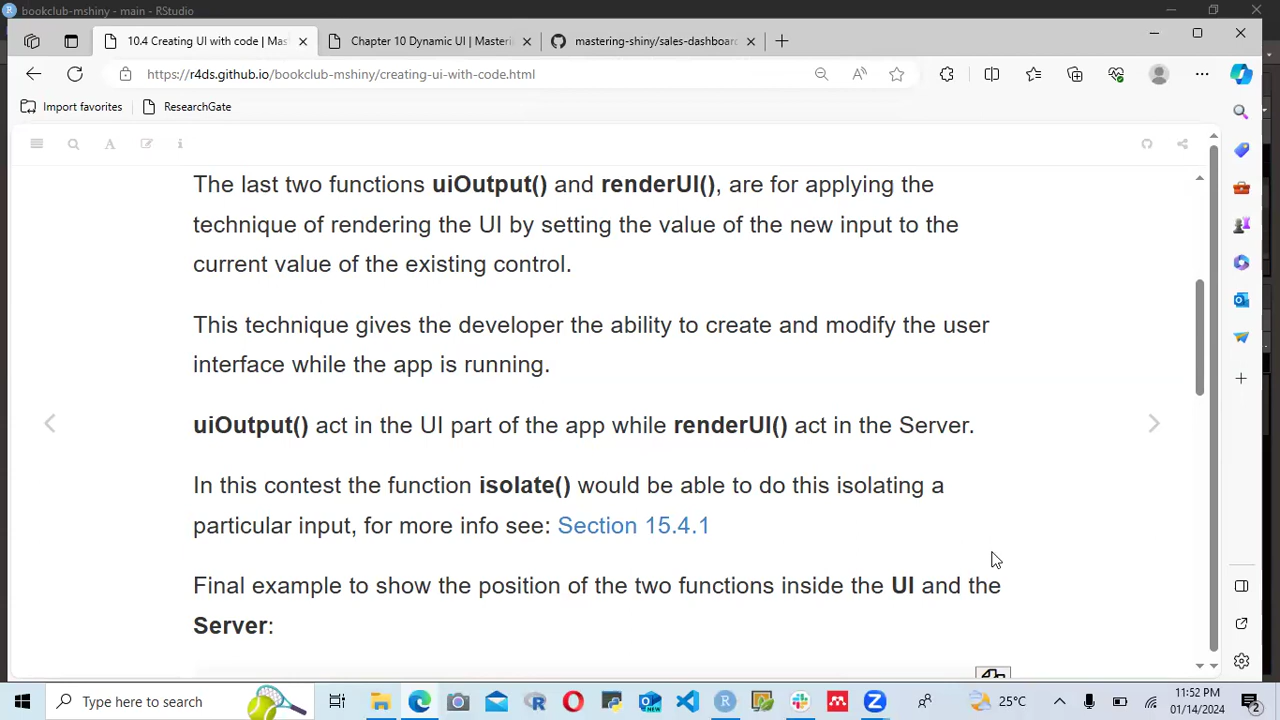 bookclub-mshiny - main - RStudio
10.4 Creating UI with code | Mas
Chapter 10 Dynamic UI | Masteri
mastering-shiny/sales-dashboard
https://r4ds.github.io/bookclub-mshiny/creating-ui-with-code.html
Import favorites
ResearchGate
The last two functions uiOutput() and renderUI(), are for applying the
technique of rendering the UI by setting the value of the new input to the
current value of the existing control.
This technique gives the developer the ability to create and modify the user
interface while the app is running.
uiOutput() act in the UI part of the app while renderUI() act in the Server.
In this contest the function isolate() would be able to do this isolating a
particular input, for more info see: Section 15.4.1
Final example to show the position of the two functions inside the UI and the
Server:
Type here to search
25°C
11:52 PM
01/14/2024
2